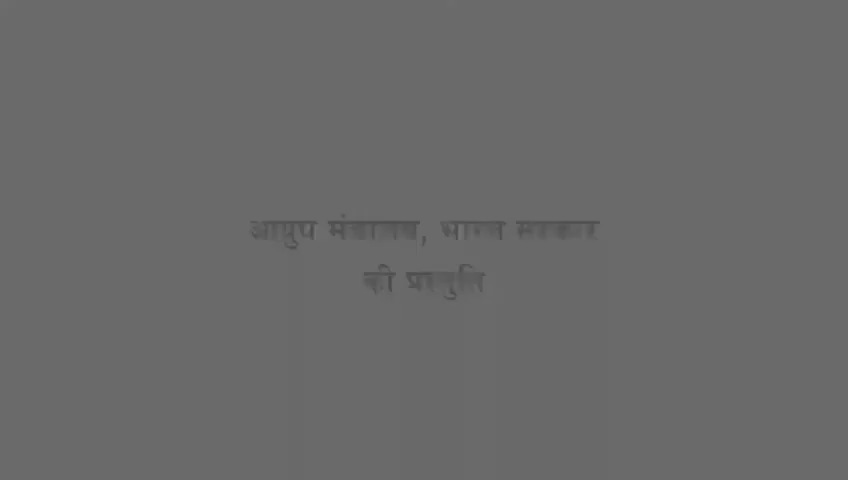 आयुष मंत्रालय, भारत सरकार
की प्रस्तुति